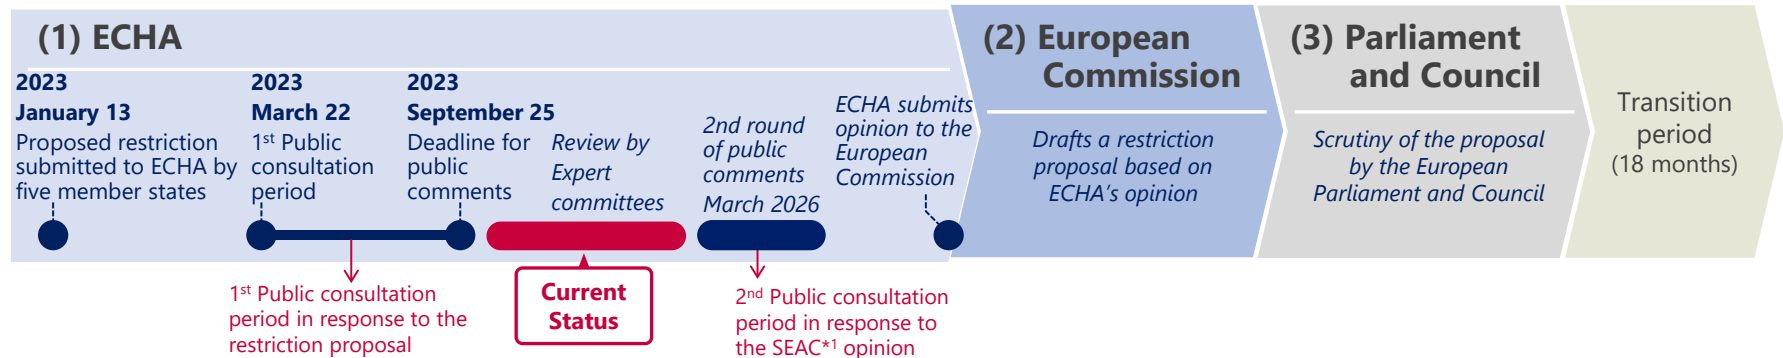 (1) ECHA
2023
January 13
Proposed restriction
submitted to ECHA by
five member states
2023
March 22
1st Public
consultation
period
2023
September 25
Deadline for
public
comments
Review by
Expert
committees
2nd round
of public
comments
March 2026
ECHA submits
opinion to the
European
Commission
1st Public consultation
period in response to the
restriction proposal
Current
Status
2nd Public consultation
period in response to
the SEAC*1 opinion
(2) European
Commission
Drafts a restriction
proposal based on
ECHA's opinion
(3) Parliament
and Council
Scrutiny of the proposal
by the European
Parliament and Council
Transition
period
(18 months)